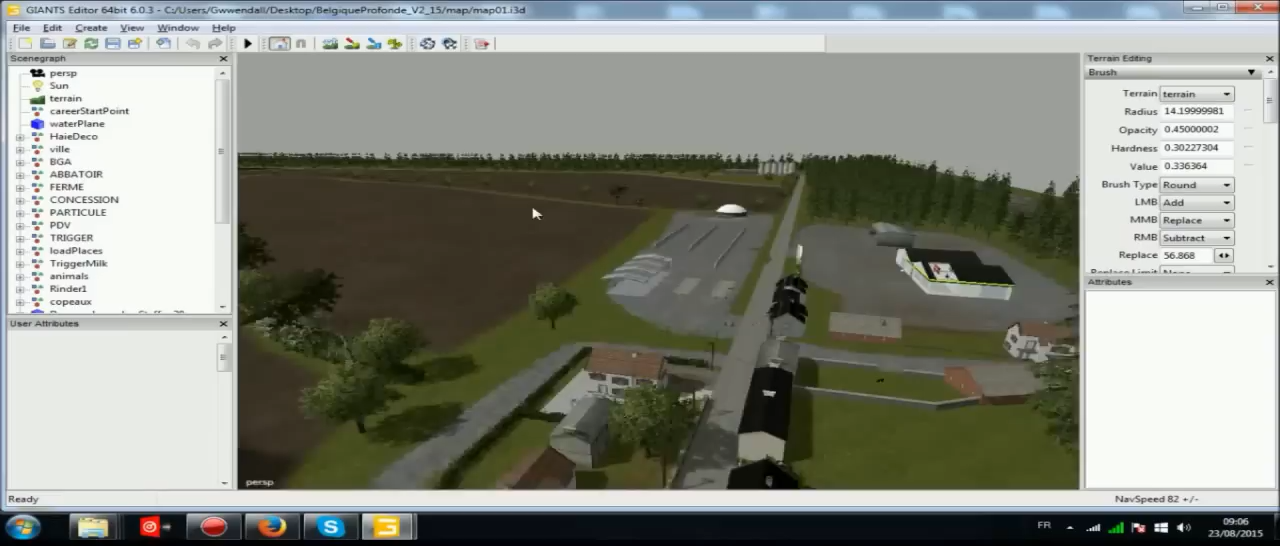 GIANTS Editor 64bit 6.0.3 - C:/Users/Gwwendall/Desktop/BelgiqueProfonde_V2_15/map/map01.i3d
File Edit Create View Window Help
Scenegraph
persp
Sun
terrain
careerStartPoint
waterPlane
HaieDeco
ville
BGA
ABBATOIR
FERME
CONCESSION
PARTICULE
PDV
TRIGGER
loadPlaces
TriggerMilk
animals
Rinder1
copeaux
User Attributes
persp
Terrain Editing
Brush
Terrain terrain
Radius 14.19999981
Opacity 0.45000002
Hardness 0.30227304
Value 0.336364
Brush Type Round
LMB Add
MMB Replace
RMB Subtract
Replace 56.868
Replace Limit None
Attributes
Ready
NavSpeed 82 +/-
FR
09:06
23/08/2015